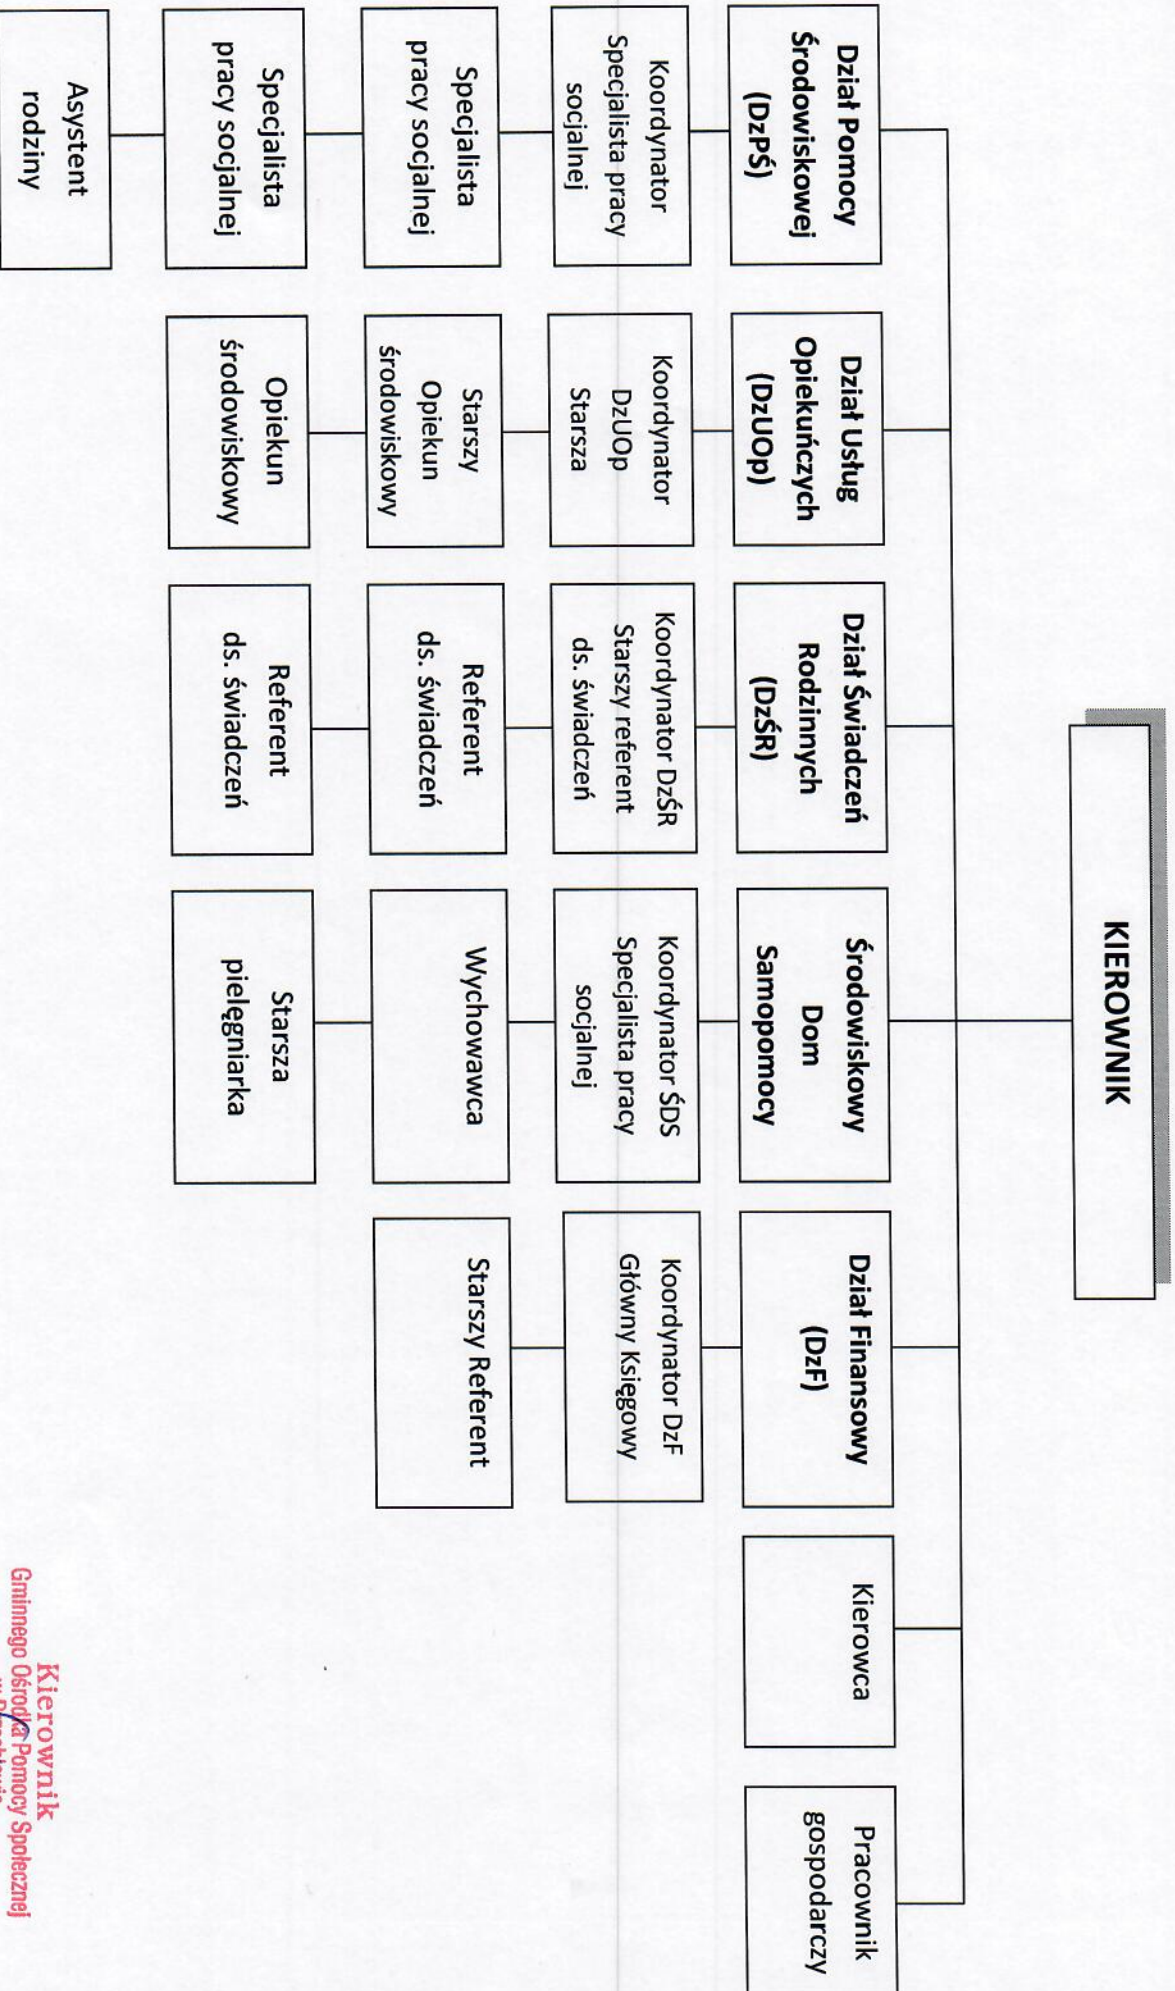 KIEROWNIK
Dział Pomocy
Środowiskowej
(DzPŚ)
Dział Usług
Opiekuńczych
(DzUOp)
Dział Świadczeń
Rodzinnych
(DzŚR)
Środowiskowy
Dom
Samopomocy
Dział Finansowy
(DzF)
Kierowca
Pracownik
gospodarczy
Koordynator
Specjalista pracy
socjalnej
Koordynator
DzUOp
Starsza
Koordynator DzŚR
Starszy referent
ds. świadczeń
Koordynator ŚDS
Specjalista pracy
socjalnej
Koordynator DzF
Główny Księgowy
Specjalista
pracy socjalnej
Starszy
Opiekun
środowiskowy
Referent
ds. świadczeń
Wychowawca
Starszy Referent
Specjalista
pracy socjalnej
Opiekun
środowiskowy
Referent
ds. świadczeń
Starsza
pielęgniarka
Asystent
rodziny
Kierownik
Gminnego Ośrodka Pomocy Społecznej